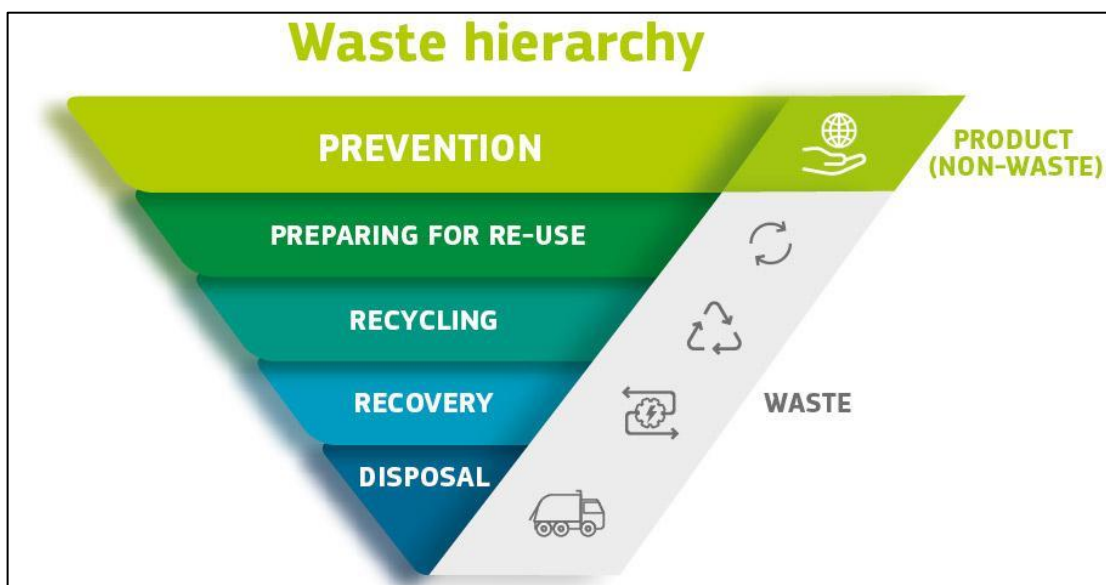 Waste hierarchy
PREVENTION
PRODUCT
(NON-WASTE)
PREPARING FOR RE-USE
RECYCLING
RECOVERY
WASTE
DISPOSAL